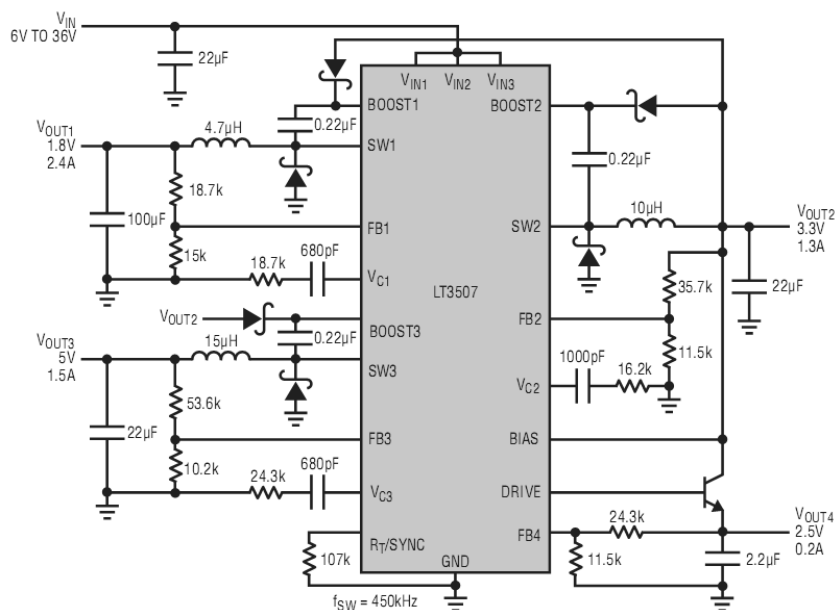 VIN
6V TO 36V
22µF
VIN1 VIN2 VIN3
BOOST1
BOOST2
0.22µF
0.22µF
VOUT1
1.8V
2.4A
4.7µH
SW1
18.7k
100µF
FB1
15k
18.7k
680pF
VC1
SW2
10µH
VOUT2
3.3V
1.3A
35.7k
22µF
LT3507
VOUT2
BOOST3
0.22µF
FB2
11.5k
VOUT3
5V
1.5A
15µH
SW3
1000pF
16.2k
VC2
53.6k
22µF
FB3
BIAS
10.2k
24.3k
680pF
VC3
DRIVE
RT/SYNC
107k
GND
fSW = 450kHz
FB4
24.3k
11.5k
VOUT4
2.5V
0.2A
2.2µF